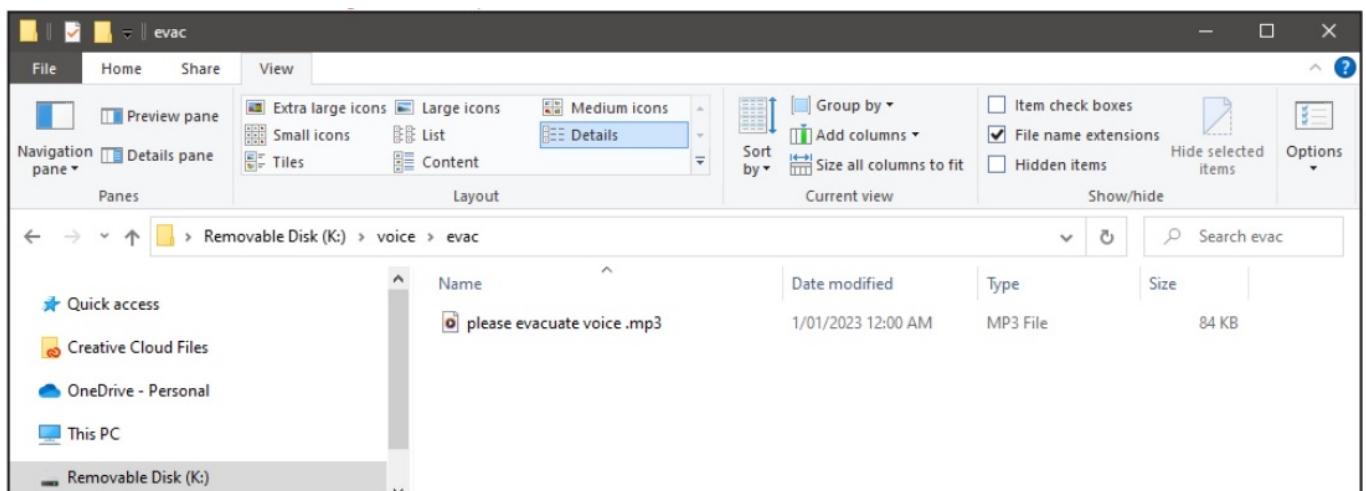 evac
File Home Share View
Navigation pane
Preview pane
Details pane
Panes
Extra large icons Large icons Medium icons
Small icons List Details
Tiles Content
Layout
Sort by
Group by
Add columns
Size all columns to fit
Current view
Item check boxes
File name extensions
Hidden items
Hide selected items
Show/hide
Options
Removable Disk (K:) > voice > evac
Search evac
Quick access
Creative Cloud Files
OneDrive - Personal
This PC
Removable Disk (K:)
Name Date modified Type Size
please evacuate voice .mp3 1/01/2023 12:00 AM MP3 File 84 KB